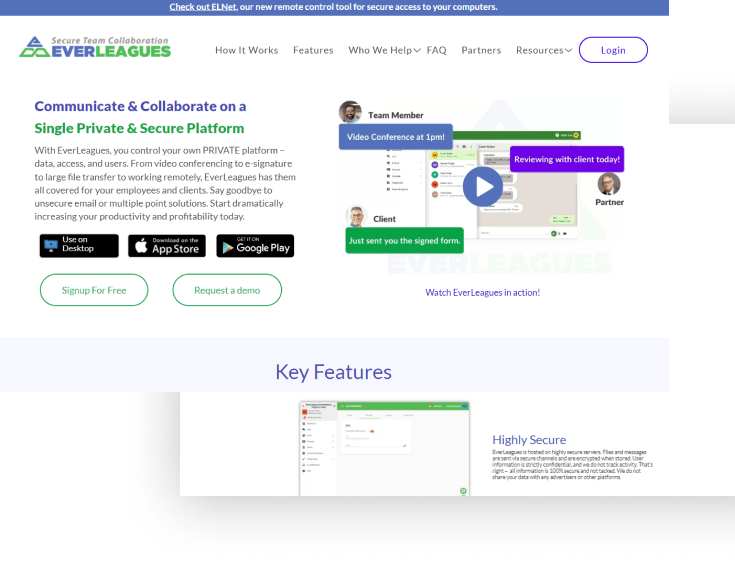 Check out ELNet, our new remote control tool for secure access to your computers.
Secure Team Collaboration
EVERLEAGUES
How It Works Features Who We Help FAQ Partners Resources Login
Communicate & Collaborate on a
Single Private & Secure Platform
With EverLeagues, you control your own PRIVATE platform –
data, access, and users. From video conferencing to e-signature
to large file transfer to working remotely, EverLeagues has them
all covered for your employees and clients. Say goodbye to
unsecure email or multiple point solutions. Start dramatically
increasing your productivity and profitability today.
Use on
Desktop
Download on the
App Store
GET IT ON
Google Play
Signup For Free
Request a demo
Team Member
Video Conference at 1pm!
Reviewing with client today!
Partner
Client
Just sent you the signed form.
EVERLEAGUES
Watch EverLeagues in action!
Key Features
Highly Secure
EverLeagues is hosted on highly secure servers. Files and messages
are sent via secure channels and are encrypted when stored. User
information is strictly confidential, and we do not track activity. That's
right – all information is 100% secure and not tacked. We do not
share your data with any advertisers or other platforms.